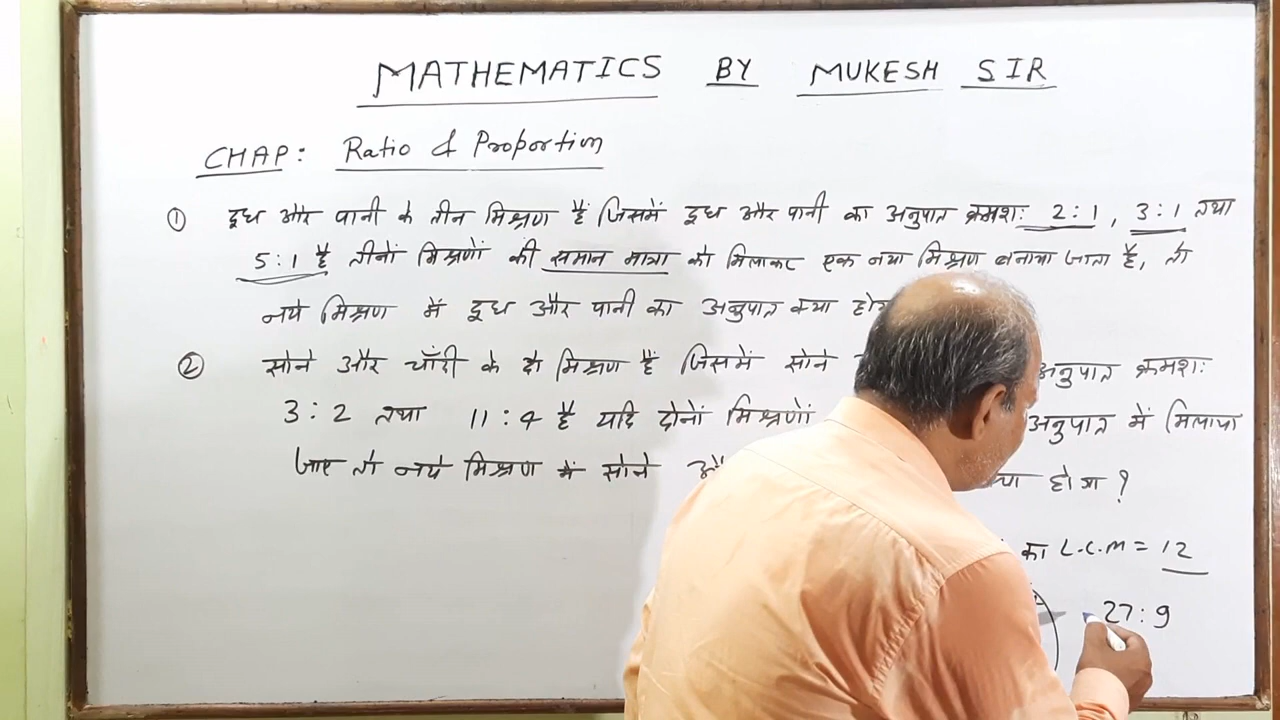 MATHEMATICS BY MUKESH SIR
CHAP: Ratio & Proportion
① दूध और पानी के तीन मिश्रण हैं जिसमें दूध और पानी का अनुपात क्रमशः 2:1, 3:1 तथा
5:1 है तीनों मिश्रणों की समान मात्रा को मिलाकर एक नया मिश्रण बनाया जाता है, तो
नये मिश्रण में दूध और पानी का अनुपात क्या
② सोने और चाँदी के दो मिश्रण हैं जिसमें सोने अनुपात क्रमशः
3:2 तथा 11:4 है यदि दोनों मिश्रणों अनुपात में मिलाया
जाए तो नये मिश्रण में सोने होगा ?
का L.C.M = 12
27:9